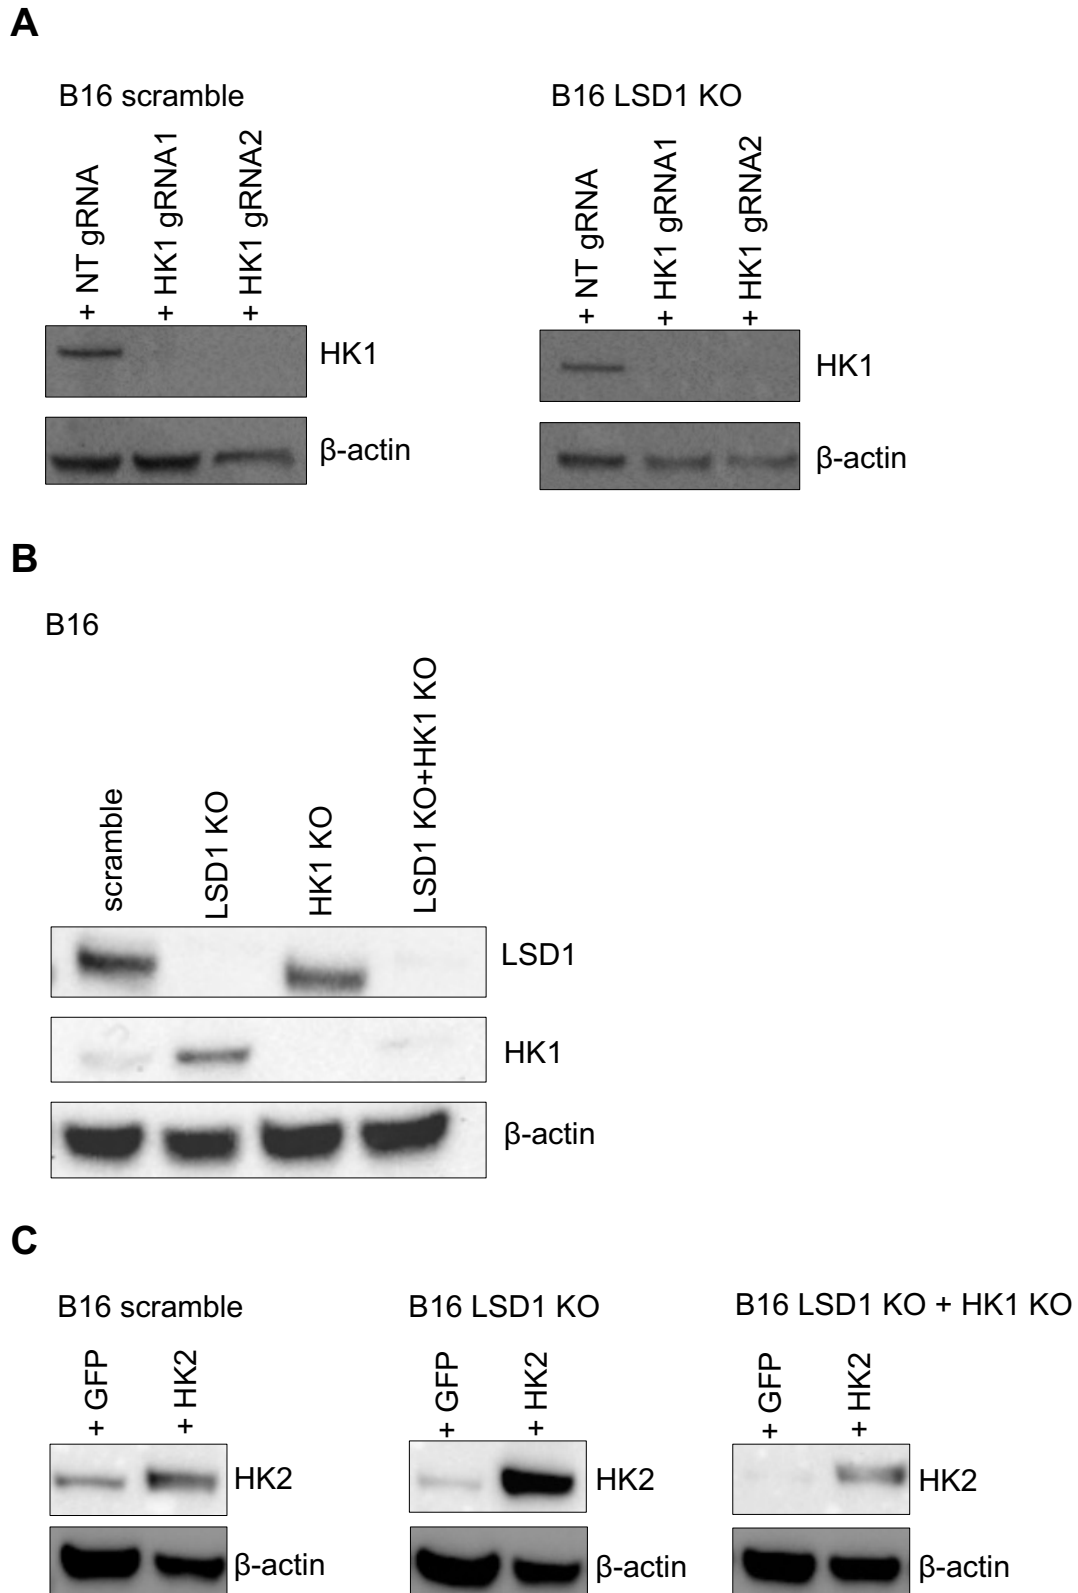 A
B16 scramble
B16 LSD1 KO
+ NT gRNA
+ HK1 gRNA1
+ HK1 gRNA2
+ NT gRNA
+ HK1 gRNA1
+ HK1 gRNA2
HK1
HK1
β-actin
β-actin
B
B16
scramble
LSD1 KO
HK1 KO
LSD1 KO+HK1 KO
LSD1
HK1
β-actin
C
B16 scramble
B16 LSD1 KO
B16 LSD1 KO + HK1 KO
+ GFP
+ HK2
+ GFP
+ HK2
+ GFP
+ HK2
HK2
HK2
HK2
β-actin
β-actin
β-actin